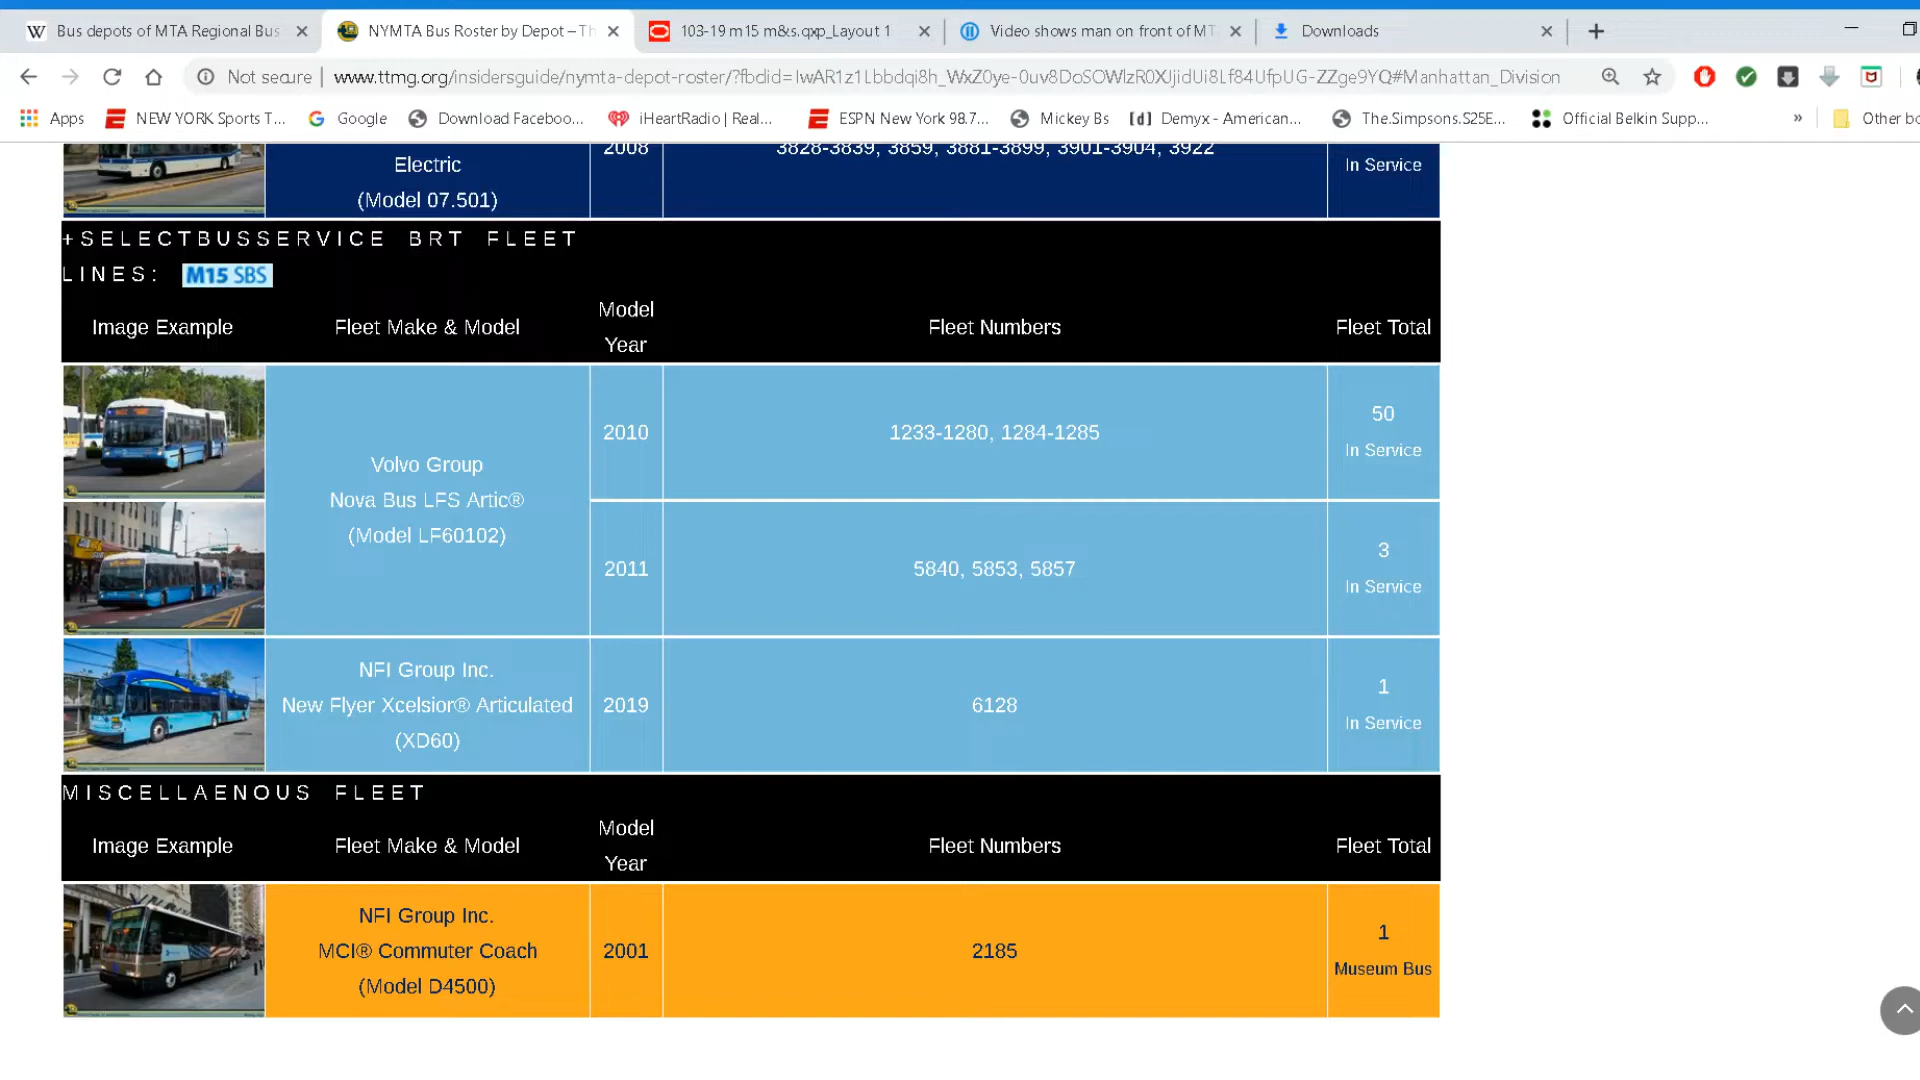 Bus depots of MTA Regional Bus
NYMTA Bus Roster by Depot – Th
103-19 m15 m&s.qxp_Layout 1
Video shows man on front of MT
Downloads
Not secure | www.ttmg.org/insidersguide/nymta-depot-roster/?fbdid=IwAR1z1Lbbdqi8h_WxZ0ye-0uv8DoSOWlzR0XJjidUi8Lf84UfpUG-ZZge9YQ#Manhattan_Division
Apps
NEW YORK Sports T...
Google
Download Faceboo...
iHeartRadio | Real...
ESPN New York 98.7...
Mickey Bs
[d] Demyx - American...
The.Simpsons.S25E...
Official Belkin Supp...
»
Other bo
Electric
(Model 07.501)
2008
3828-3839, 3859, 3881-3899, 3901-3904, 3922
In Service
+SELECTBUSSERVICE BRT FLEET
LINES: M15 SBS
Image Example
Fleet Make & Model
Model
Year
Fleet Numbers
Fleet Total
Volvo Group
Nova Bus LFS Artic®
(Model LF60102)
2010
1233-1280, 1284-1285
50
In Service
2011
5840, 5853, 5857
3
In Service
NFI Group Inc.
New Flyer Xcelsior® Articulated
(XD60)
2019
6128
1
In Service
MISCELLAENOUS FLEET
Image Example
Fleet Make & Model
Model
Year
Fleet Numbers
Fleet Total
NFI Group Inc.
MCI® Commuter Coach
(Model D4500)
2001
2185
1
Museum Bus